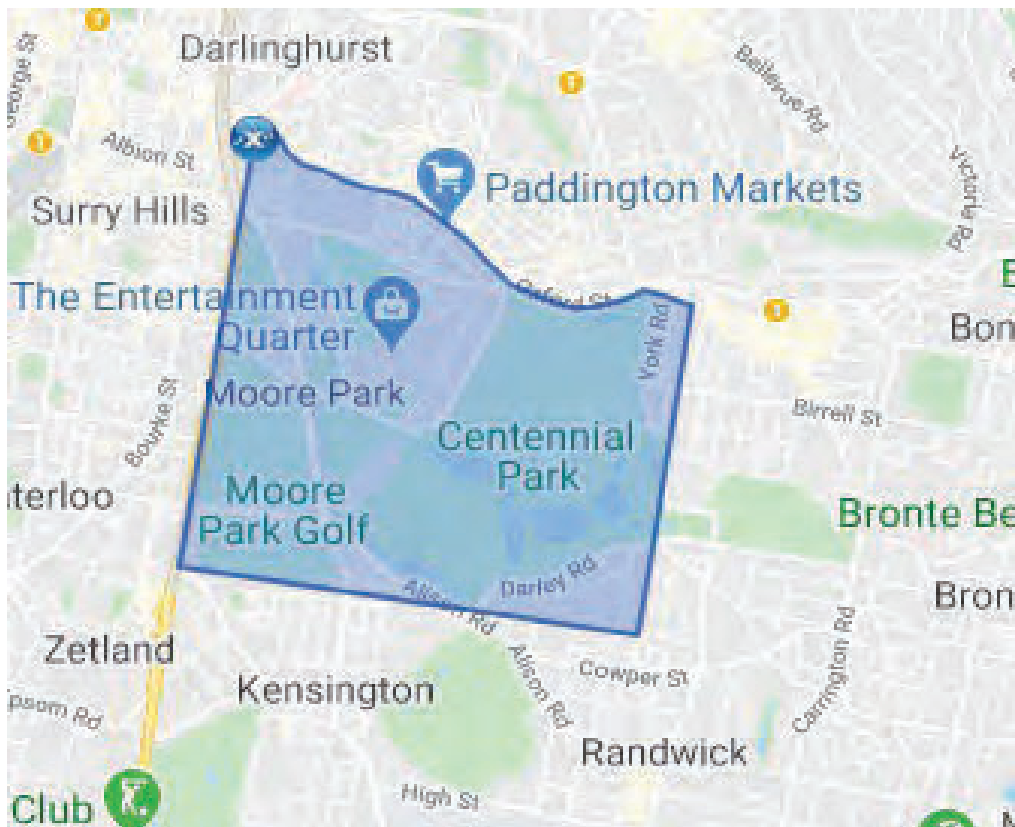 Darlinghurst
George St
Bellevue Rd
Albion St
Victoria Rd
Paddington Markets
Surry Hills
The Entertainment
Quarter
Oxford St
York Rd
Bon
Moore Park
Birrell St
Bourke St
Centennial
Park
terloo
Moore
Park Golf
Bronte Be
Darley Rd
Alison Rd
Bron
Zetland
Cowper St
Alison Rd
Carrington Rd
Kensington
psom Rd
Randwick
High St
Club